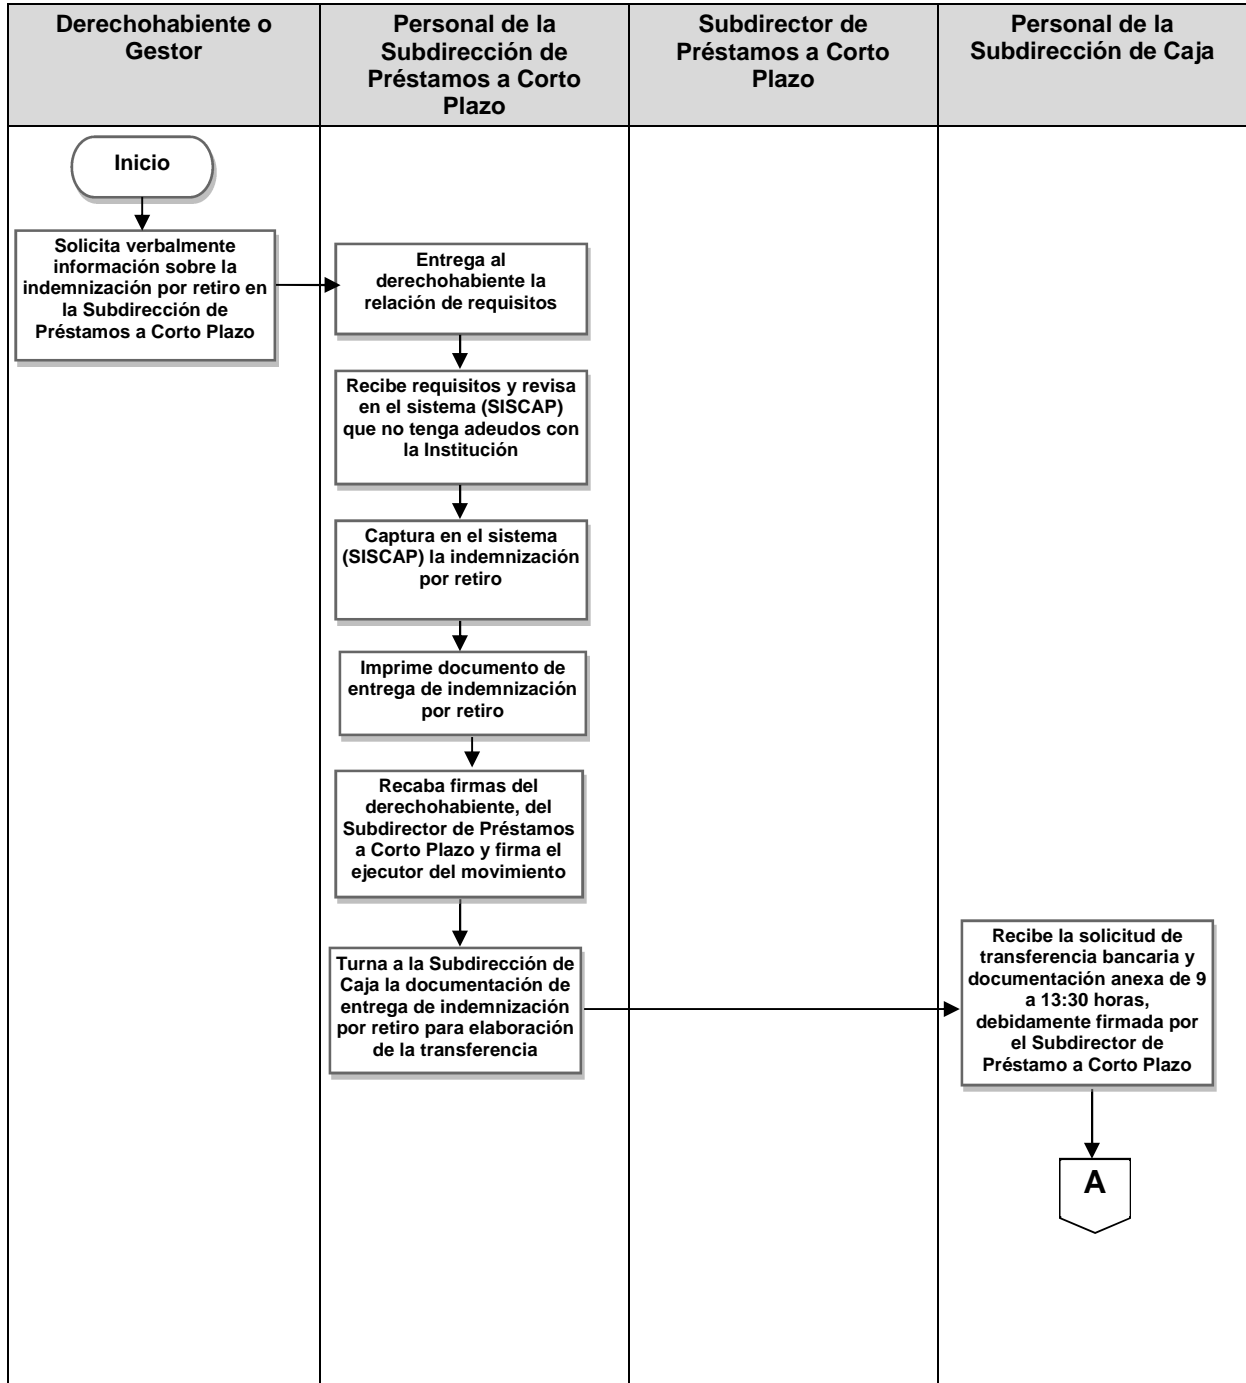 Derechohabiente o
Gestor
Personal de la
Subdirección de
Préstamos a Corto
Plazo
Subdirector de
Préstamos a Corto
Plazo
Personal de la
Subdirección de Caja
Inicio
Solicita verbalmente
información sobre la
indemnización por retiro en
la Subdirección de
Préstamos a Corto Plazo
Entrega al
derechohabiente la
relación de requisitos
Recibe requisitos y revisa
en el sistema (SISCAP)
que no tenga adeudos con
la Institución
Captura en el sistema
(SISCAP) la indemnización
por retiro
Imprime documento de
entrega de indemnización
por retiro
Recaba firmas del
derechohabiente, del
Subdirector de Préstamos
a Corto Plazo y firma el
ejecutor del movimiento
Turna a la Subdirección de
Caja la documentación de
entrega de indemnización
por retiro para elaboración
de la transferencia
Recibe la solicitud de
transferencia bancaria y
documentación anexa de 9
a 13:30 horas,
debidamente firmada por
el Subdirector de
Préstamo a Corto Plazo
A